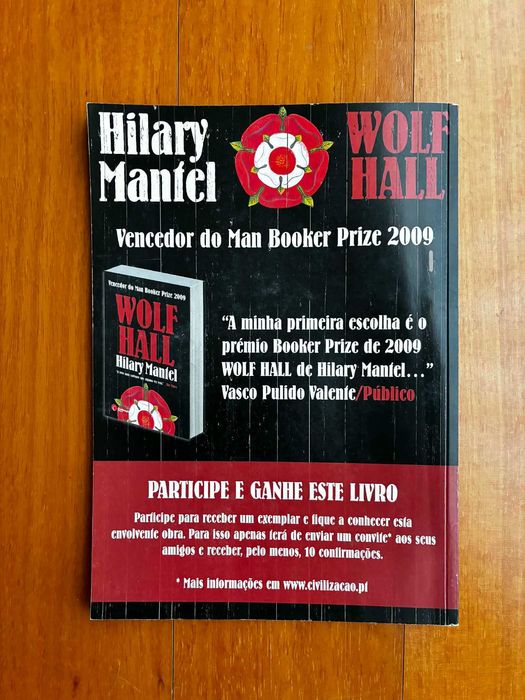 Hilary
Mantel
WOLF
HALL
Vencedor do Man Booker Prize 2009
Vencedor do Man Booker Prize 2009
WOLF
HALL
Hilary Mantel
“A minha primeira escolha é o
prémio Booker Prize de 2009
WOLF HALL de Hilary Mantel...”
Vasco Pulido Valente/Público
PARTICIPE E GANHE ESTE LIVRO
Participe para receber um exemplar e fique a conhecer esta
envolvente obra. Para isso apenas terá de enviar um convite* aos seus
amigos e receber, pelo menos, 10 confirmações.
* Mais informações em www.civilizacao.pt